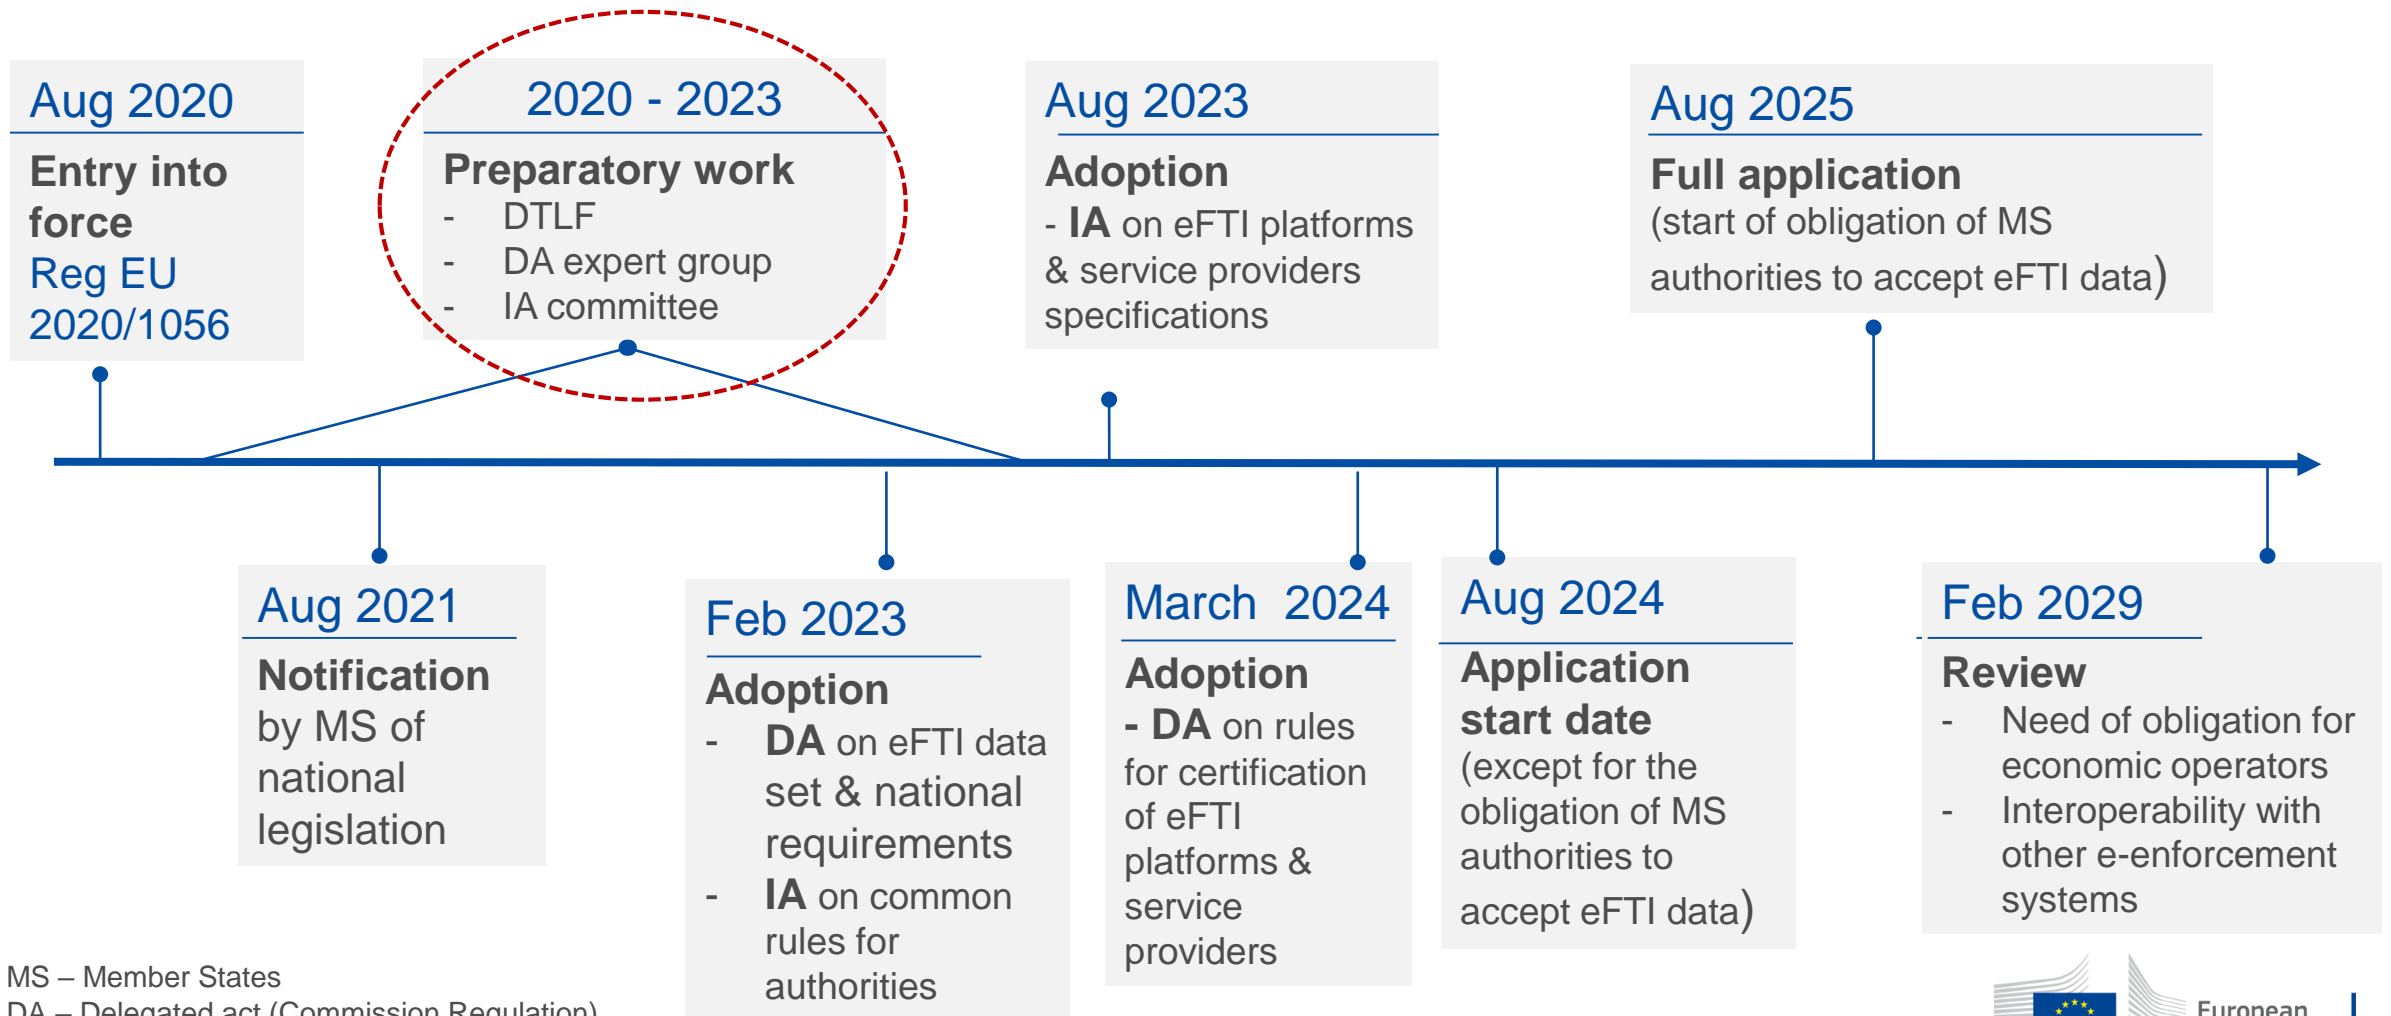 Aug 2020
Entry into
force
Reg EU
2020/1056
2020 - 2023
Preparatory work
- DTLF
- DA expert group
- IA committee
Aug 2023
Adoption
- IA on eFTI platforms
& service providers
specifications
Aug 2025
Full application
(start of obligation of MS
authorities to accept eFTI data)
Aug 2021
Notification
by MS of
national
legislation
Feb 2023
Adoption
- DA on eFTI data
set & national
requirements
- IA on common
rules for
authorities
March 2024
Adoption
- DA on rules
for certification
of eFTI
platforms &
service
providers
Aug 2024
Application
start date
(except for the
obligation of MS
authorities to
accept eFTI data)
Feb 2029
Review
- Need of obligation for
economic operators
- Interoperability with
other e-enforcement
systems
MS – Member States
DA – Delegated act (Commission Regulation)
European